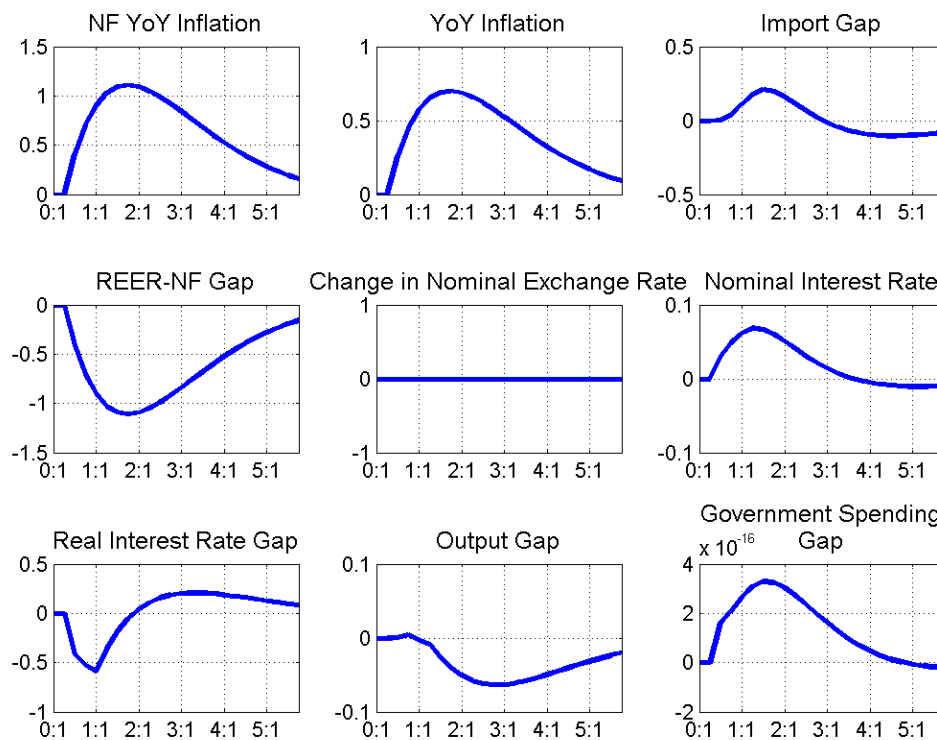 NF YoY Inflation
1.5
1
0.5
0
0:1 1:1 2:1 3:1 4:1 5:1
YoY Inflation
1
0.5
0
0:1 1:1 2:1 3:1 4:1 5:1
Import Gap
0.5
0
-0.5
0:1 1:1 2:1 3:1 4:1 5:1
REER-NF Gap
0
-0.5
-1
-1.5
0:1 1:1 2:1 3:1 4:1 5:1
Change in Nominal Exchange Rate
1
0
-1
0:1 1:1 2:1 3:1 4:1 5:1
Nominal Interest Rate
0.1
0
-0.1
0:1 1:1 2:1 3:1 4:1 5:1
Real Interest Rate Gap
0.5
0
-0.5
-1
0:1 1:1 2:1 3:1 4:1 5:1
Output Gap
0.1
0
-0.1
0:1 1:1 2:1 3:1 4:1 5:1
Government Spending
Gap
x 10⁻¹⁶
4
2
0
-2
0:1 1:1 2:1 3:1 4:1 5:1